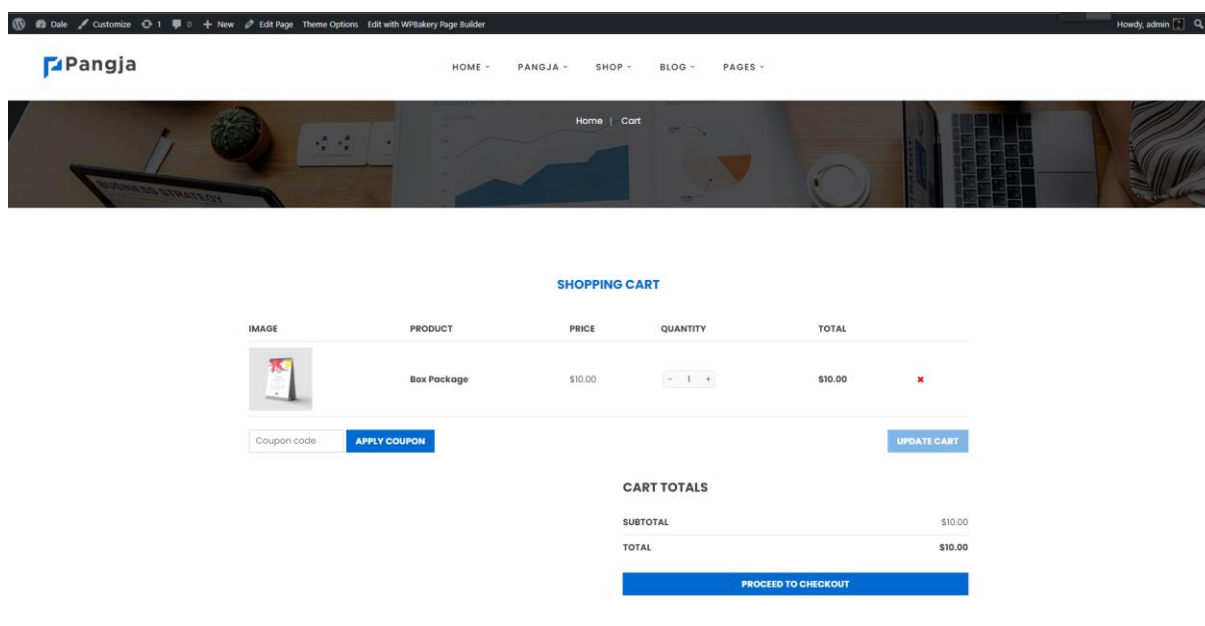 Dale Customize 1 0 New Edit Page Theme Options Edit with WPBakery Page Builder Howdy, admin
Pangja HOME PANGJA SHOP BLOG PAGES
Home | Cart
BUSINESS STRATEGY
SHOPPING CART
IMAGE PRODUCT PRICE QUANTITY TOTAL
Box Package $10.00 - 1 + $10.00
Coupon code APPLY COUPON UPDATE CART
CART TOTALS
SUBTOTAL $10.00
TOTAL $10.00
PROCEED TO CHECKOUT